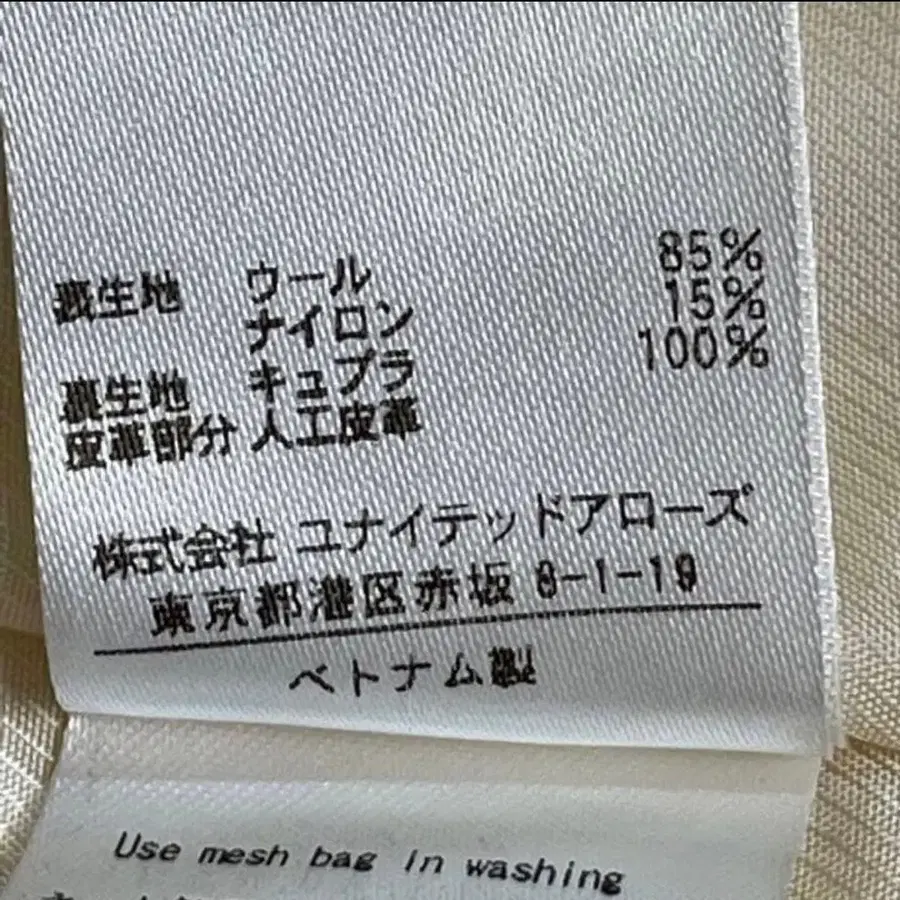 表生地 ウール 85%
ナイロン 15%
裏生地 キュプラ 100%
皮革部分 人工皮革
株式会社 ユナイテッドアローズ
東京都港区赤坂 8-1-19
ベトナム製
Use mesh bag in washing